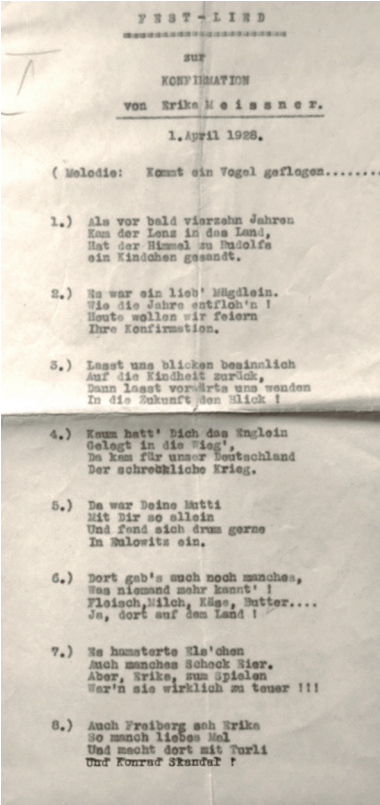 FEST-LIED
zur
KONFIRMATION
von Erika Meissner.
1. April 1928.
( Melodie: Kommt ein Vogel geflogen........
1.) Als vor bald vierzehn Jahren
Kam der Lenz in das Land,
Hat der Himmel zu Rudolfs
ein Kindchen gesandt.
2.) Es war ein lieb' Mägdlein.
Wie die Jahre entfloh'n !
Heute wollen wir feiern
Ihre Konfirmation.
3.) Lasst uns blicken besinnlich
Auf die Kindheit zurück,
Dann lasst vorwärts uns wenden
In die Zukunft den Blick !
4.) Kaum hatt' Dich das Englein
Gelegt in die Wieg',
Da kam für unser Deutschland
Der schreckliche Krieg.
5.) Da war Deine Mutti
Mit Dir so allein
Und fand sich drum gerne
In Kulowitz ein.
6.) Dort gab's auch noch manches,
Was niemand mehr kannt' !
Fleisch,Milch, Käse, Butter....
Ja, dort auf dem Land !
7.) Es hamsterte Els'chen
Auch manches Schock Eier.
Aber, Erika, zum Spielen
War'n sie wirklich zu teuer !!!
8.) Auch Freiberg sah Erika
So manch liebes Mal
Und macht dort mit Turli
Und Konrad Skandal !